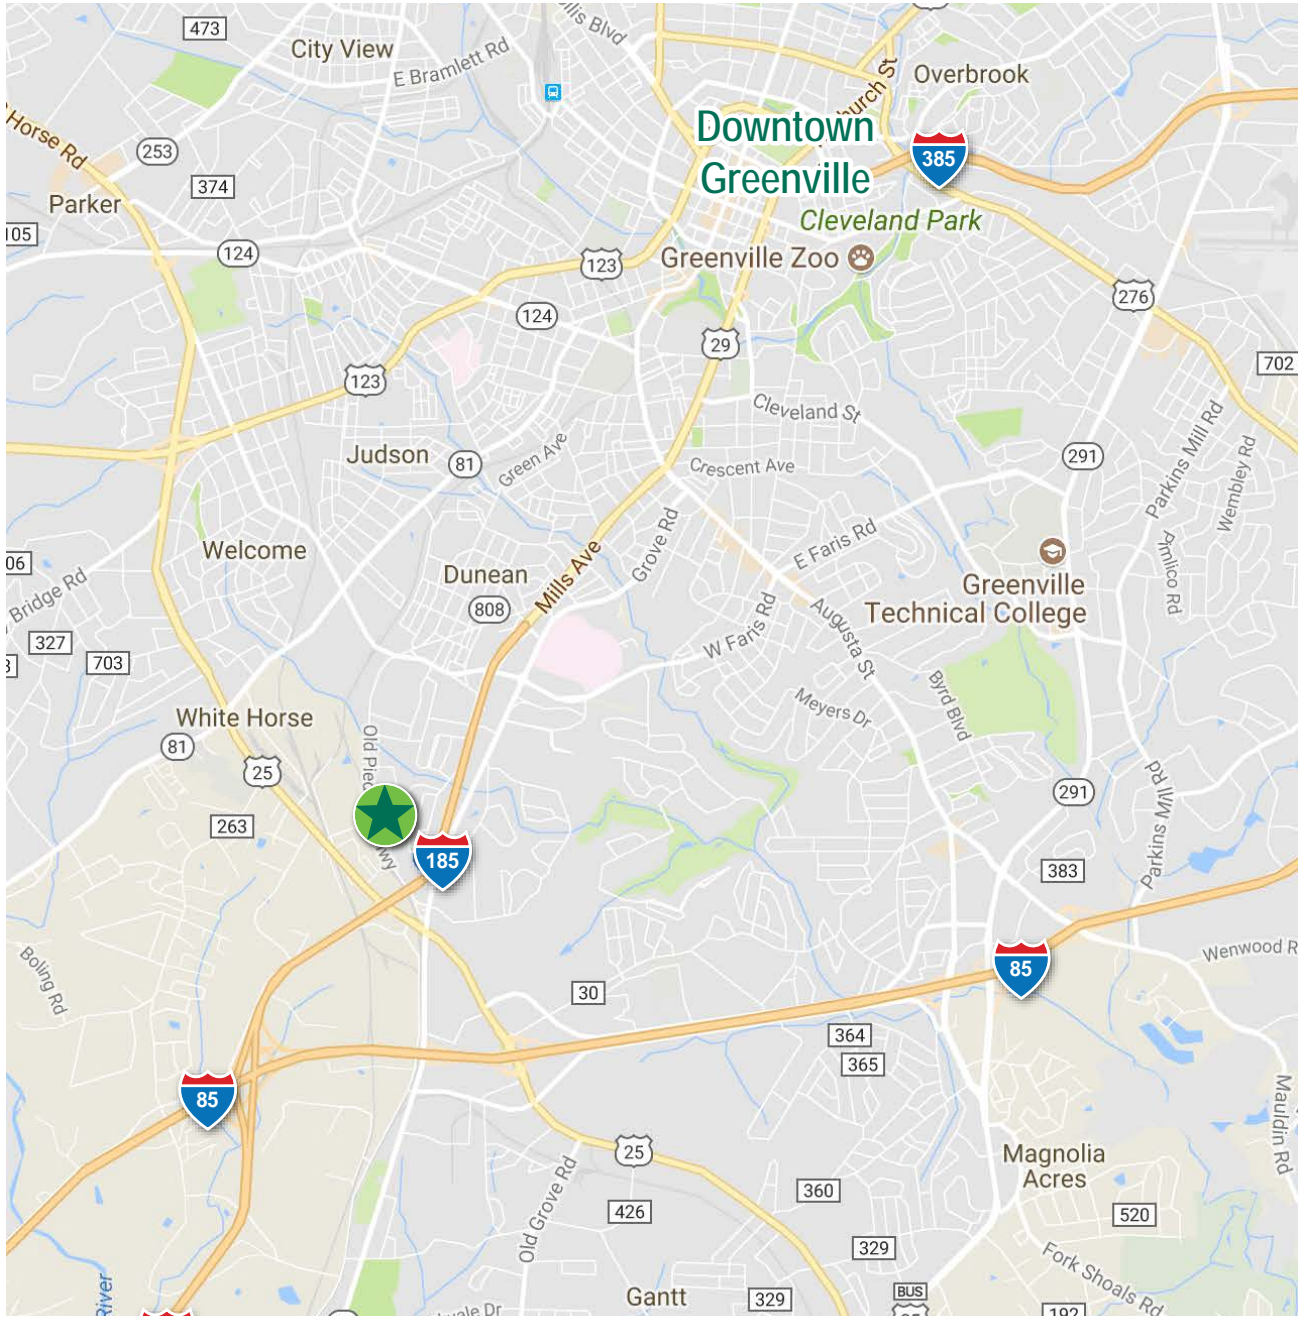 473
City View
E Bramlett Rd
Overbrook
Downtown
Greenville
385
Horse Rd
253
374
Parker
105
124
Cleveland Park
Greenville Zoo
123
276
124
29
702
123
Cleveland St
Judson
81
Green Ave
Crescent Ave
291
Parkins Mill Rd
Wembley Rd
Welcome
Mills Ave
Grove Rd
E Faris Rd
Pimlico Rd
06
Bridge Rd
Dunean
808
Greenville
Technical College
327
703
W Faris Rd
Augusta St
Byrd Blvd
Meyers Dr
White Horse
81
25
263
185
291
Parkins Mill Rd
383
Boling Rd
85
Wenwood R
30
364
365
85
Mauldin Rd
25
Magnolia
Acres
360
426
520
Old Grove Rd
329
Fork Shoals Rd
BUS
River
Gantt
329
192